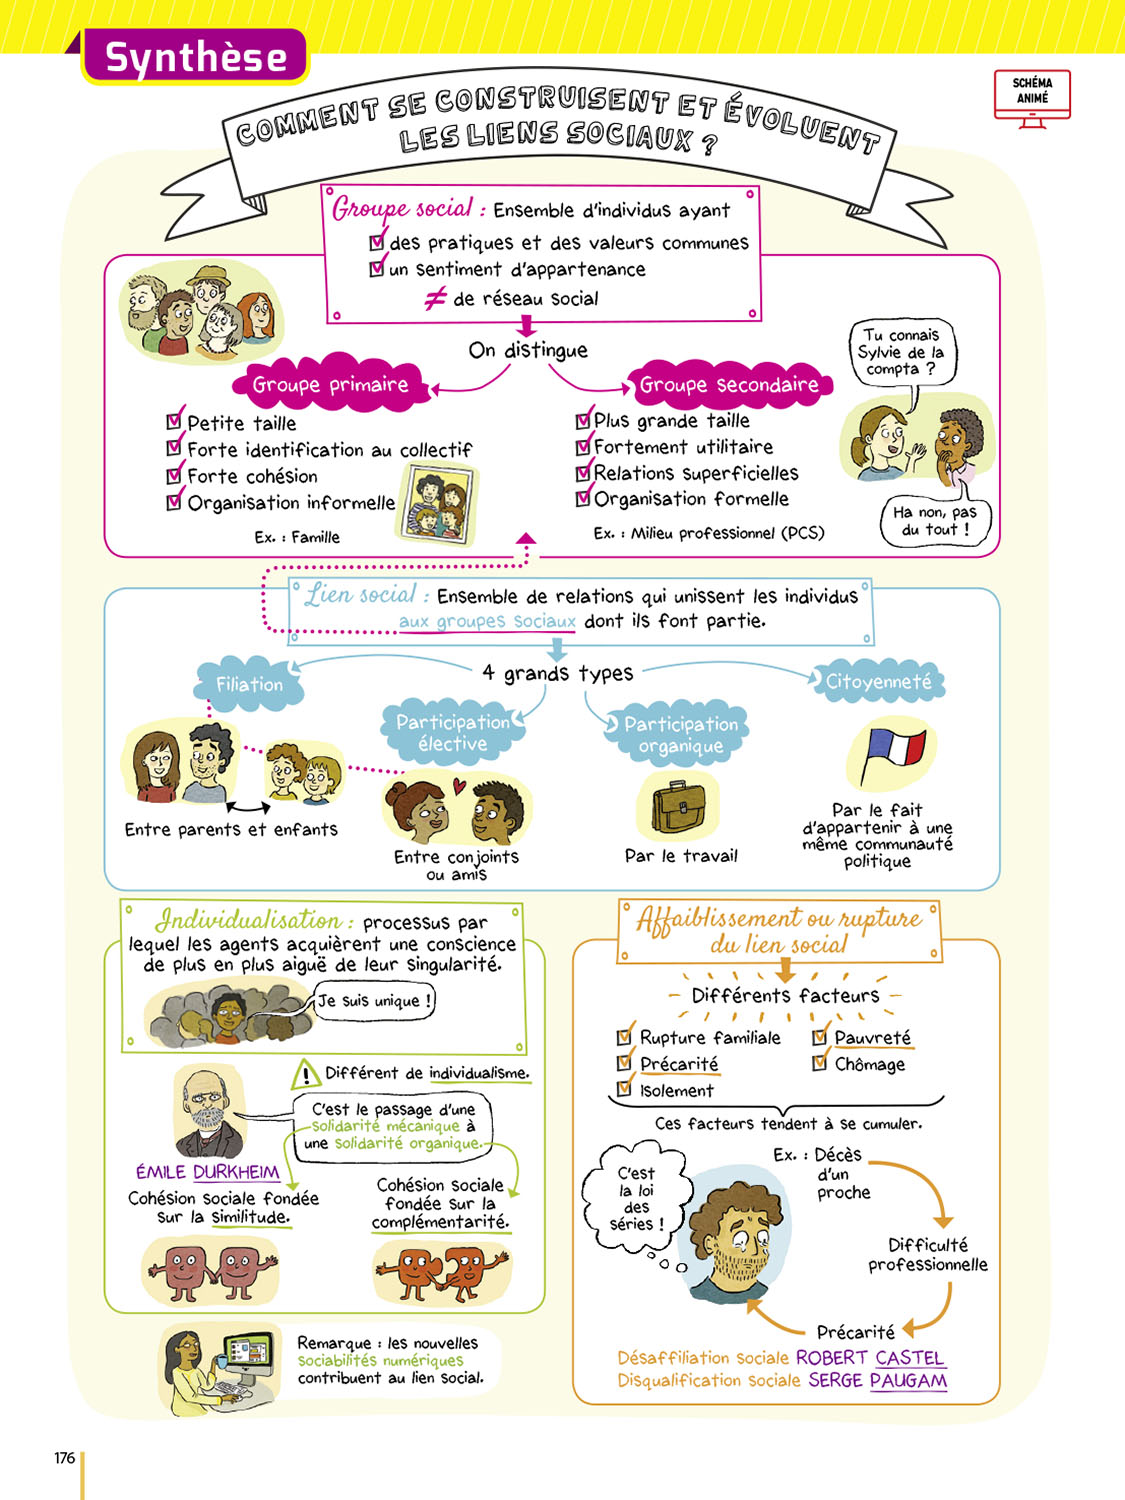 Synthèse
SCHÉMA
ANIMÉ
COMMENT SE CONSTRUISENT ET ÉVOLUENT
LES LIENS SOCIAUX ?
Groupe social : Ensemble d'individus ayant
des pratiques et des valeurs communes
un sentiment d'appartenance
≠ de réseau social
On distingue
Groupe primaire
Petite taille
Forte identification au collectif
Forte cohésion
Organisation informelle
Ex. : Famille
Groupe secondaire
Plus grande taille
Fortement utilitaire
Relations superficielles
Organisation formelle
Ex. : Milieu professionnel (PCS)
Tu connais
Sylvie de la
compta ?
Ha non, pas
du tout !
Lien social : Ensemble de relations qui unissent les individus
aux groupes sociaux dont ils font partie.
4 grands types
Filiation
Entre parents et enfants
Participation
élective
Entre conjoints
ou amis
Participation
organique
Par le travail
Citoyenneté
Par le fait
d'appartenir à une
même communauté
politique
Individualisation : processus par
lequel les agents acquièrent une conscience
de plus en plus aiguë de leur singularité.
Je suis unique !
! Différent de individualisme.
C'est le passage d'une
solidarité mécanique à
une solidarité organique.
ÉMILE DURKHEIM
Cohésion sociale fondée
sur la similitude.
Cohésion sociale
fondée sur la
complémentarité.
Remarque : les nouvelles
sociabilités numériques
contribuent au lien social.
Affaiblissement ou rupture
du lien social
Différents facteurs
Rupture familiale
Précarité
Isolement
Pauvreté
Chômage
Ces facteurs tendent à se cumuler.
C'est
la loi
des
séries !
Ex. : Décès
d'un
proche
Difficulté
professionnelle
Précarité
Désaffiliation sociale ROBERT CASTEL
Disqualification sociale SERGE PAUGAM
176